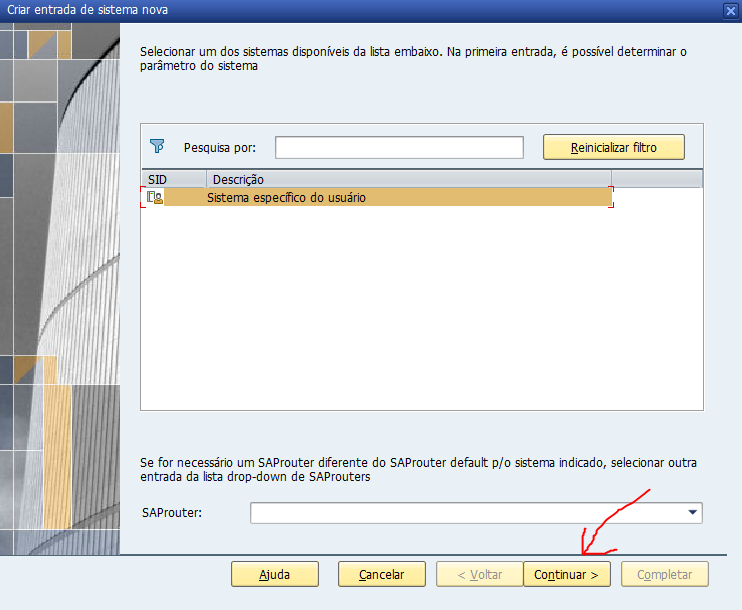 Criar entrada de sistema nova
Selecionar um dos sistemas disponíveis da lista embaixo. Na primeira entrada, é possível determinar o
parâmetro do sistema
Pesquisa por:
Reinicializar filtro
SID Descrição
Sistema específico do usuário
Se for necessário um SAProuter diferente do SAProuter default p/o sistema indicado, selecionar outra
entrada da lista drop-down de SAProuters
SAProuter:
Ajuda Cancelar < Voltar Continuar > Completar